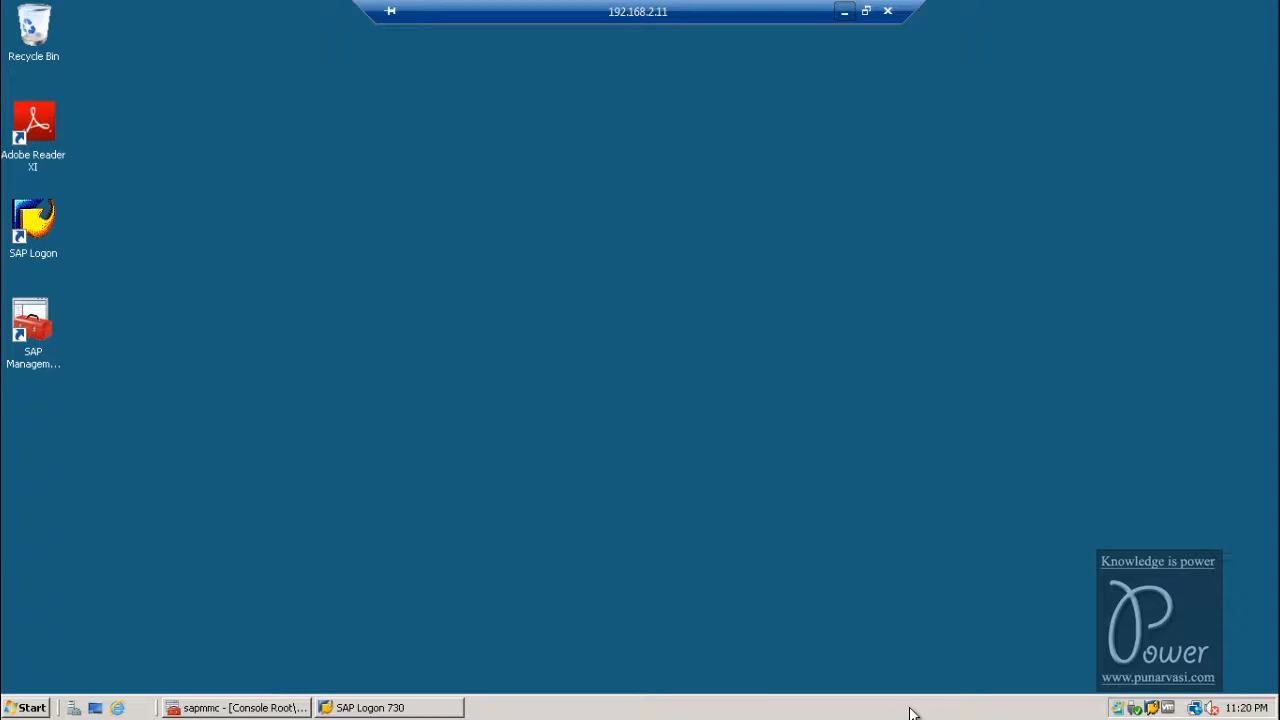 192.168.2.11
Recycle Bin
Adobe Reader
XI
SAP Logon
SAP
Managem...
Knowledge is power
Power
www.punarvasi.com
Start
sapmmc - [Console Root\...
SAP Logon 730
11:20 PM